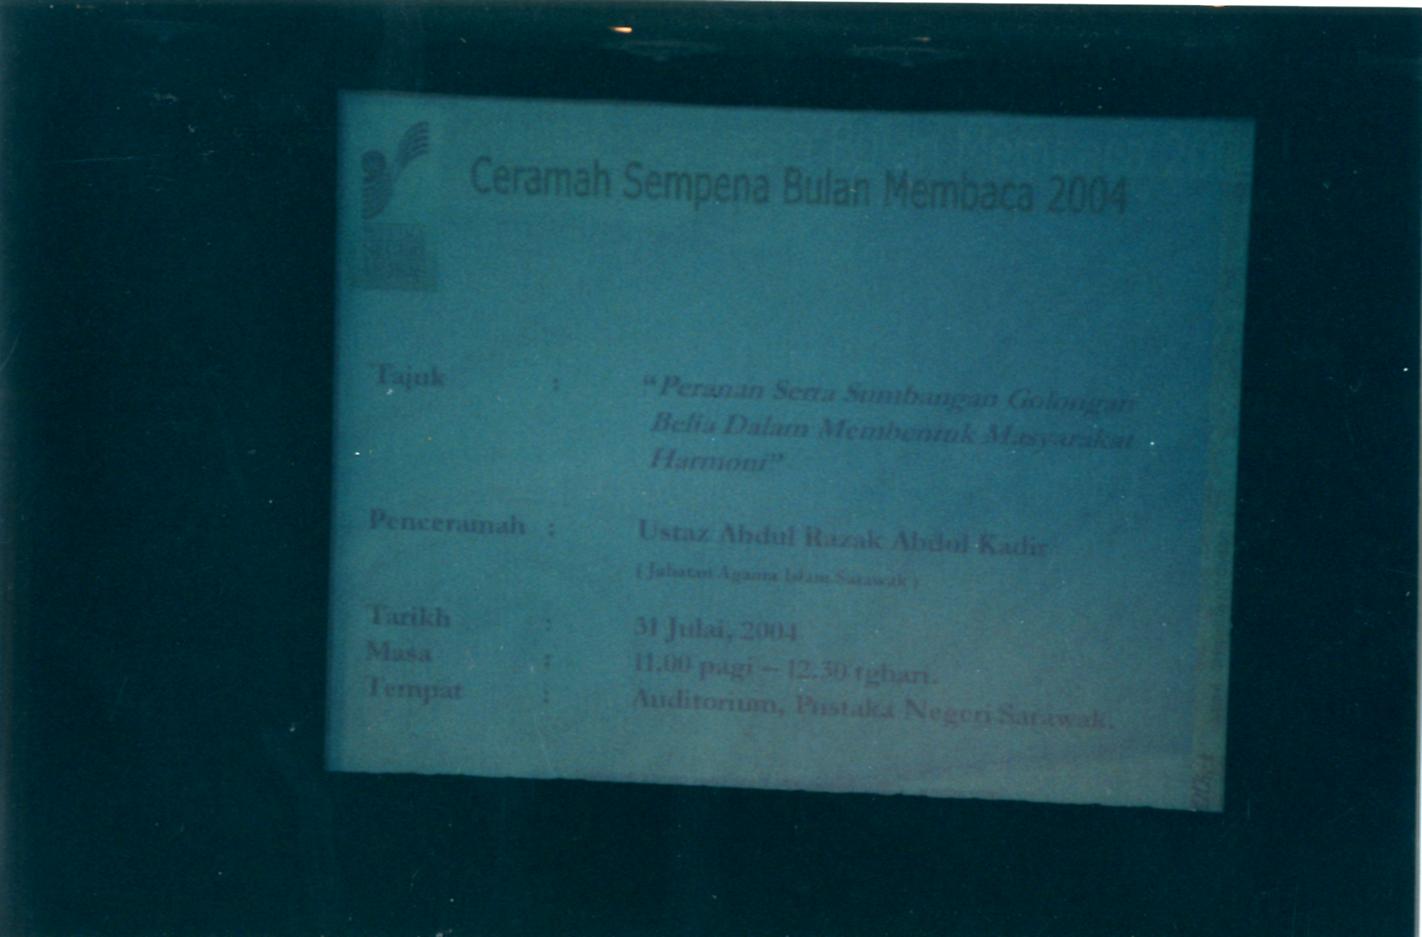 Ceramah Sempena Bulan Membaca 2004
Tajuk : “Peranan Serta Sumbangan Golongan
Belia Dalam Membentuk Masyarakat
Harmoni”
Penceramah : Ustaz Abdul Razak Abdol Kadir
( Jabatan Agama Islam Sarawak )
Tarikh : 31 Julai, 2004
Masa : 11.00 pagi – 12.30 tghari.
Tempat : Auditorium, Pustaka Negeri Sarawak.